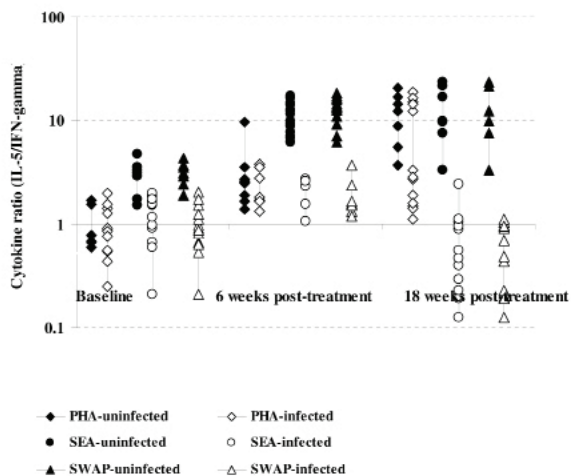 100
10
1
0.1
Cytokine ratio (IL-5/IFN-gamma)
Baseline
6 weeks post-treatment
18 weeks post-treatment
PHA-uninfected
PHA-infected
SEA-uninfected
SEA-infected
SWAP-uninfected
SWAP-infected